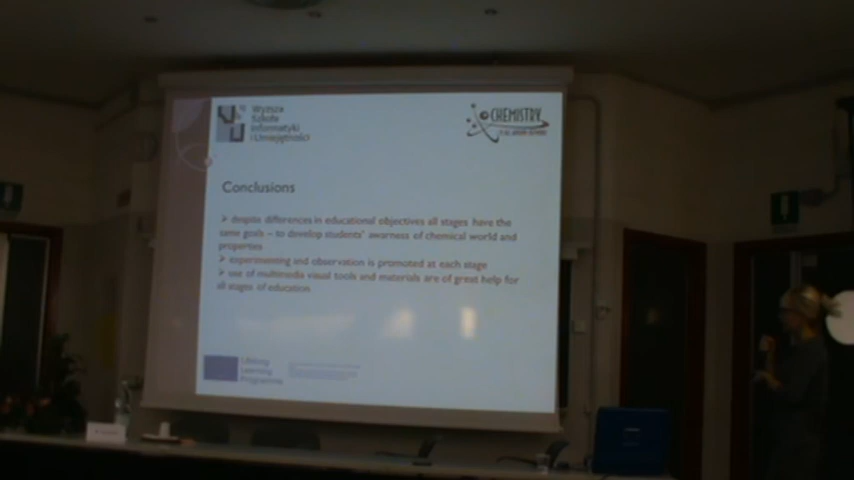 Wyższa
Szkoła
Informatyki
i Umiejętności
CHEMISTRY
Conclusions
➢ despite differences in educational objectives all stages have the
same goals – to develop students' awarness of chemical world and
properties
➢ experimenting and observation is promoted at each stage
➢ use of multimedia visual tools and materials are of great help for
all stages of education
Lifelong
Learning
Programme